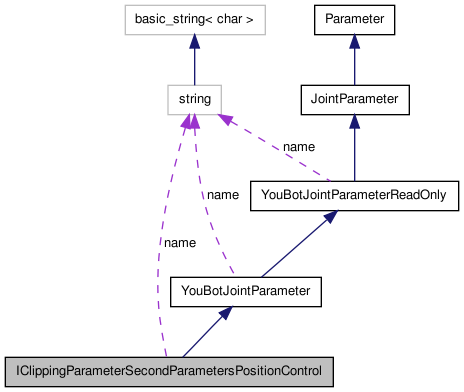 basic_string< char >
Parameter
string
JointParameter
name
YouBotJointParameterReadOnly
name
name
YouBotJointParameter
IClippingParameterSecondParametersPositionControl